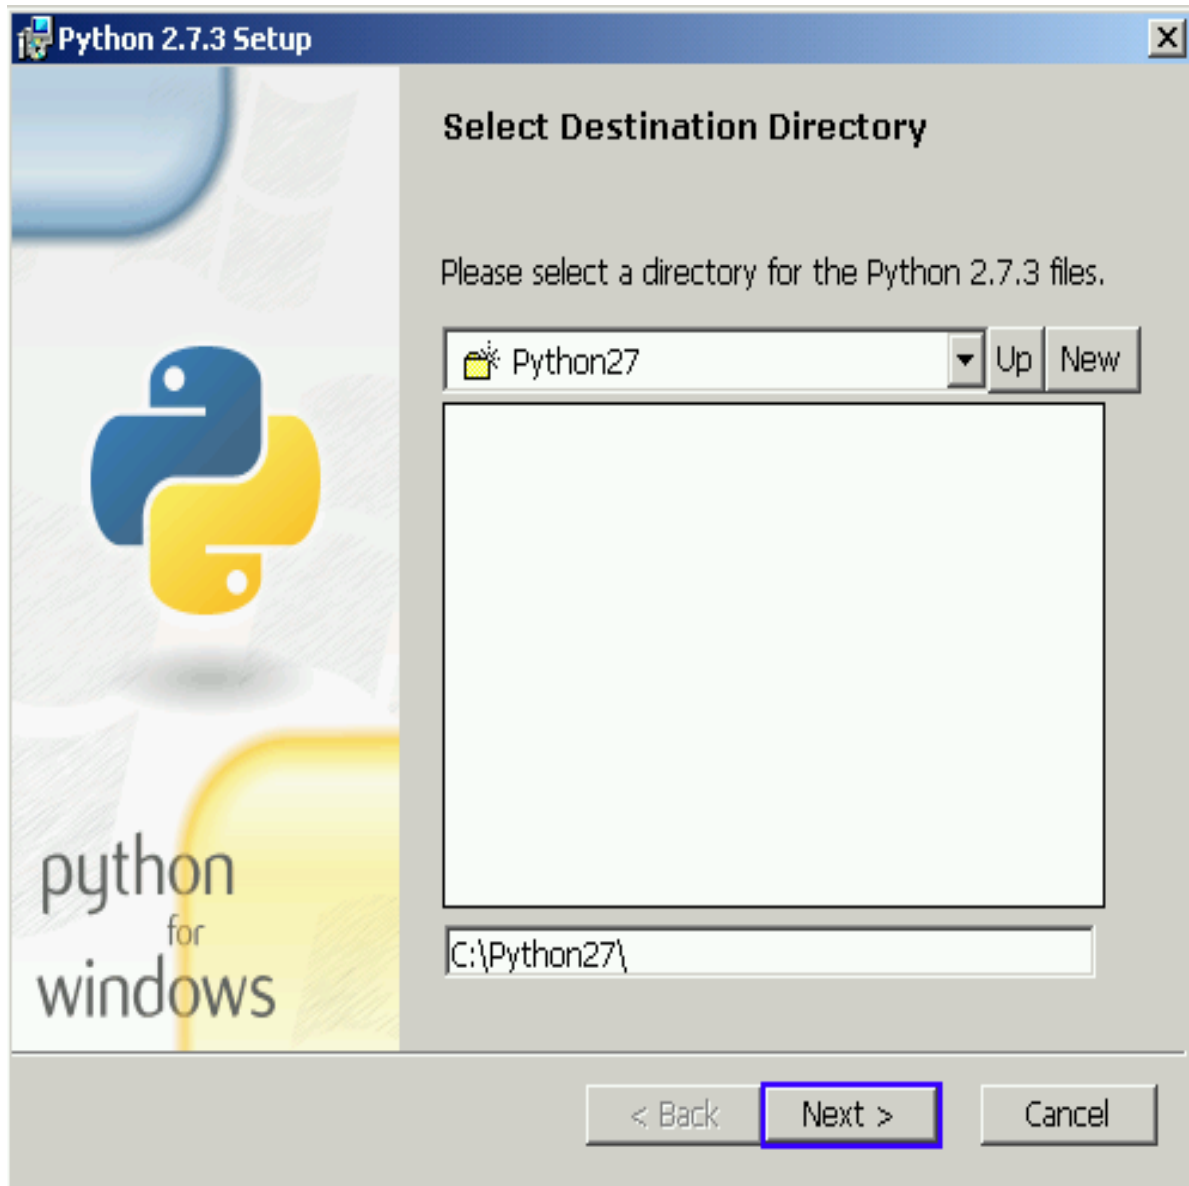 Python 2.7.3 Setup
Select Destination Directory
Please select a directory for the Python 2.7.3 files.
Python27
Up
New
C:\Python27\
python
for
windows
< Back
Next >
Cancel